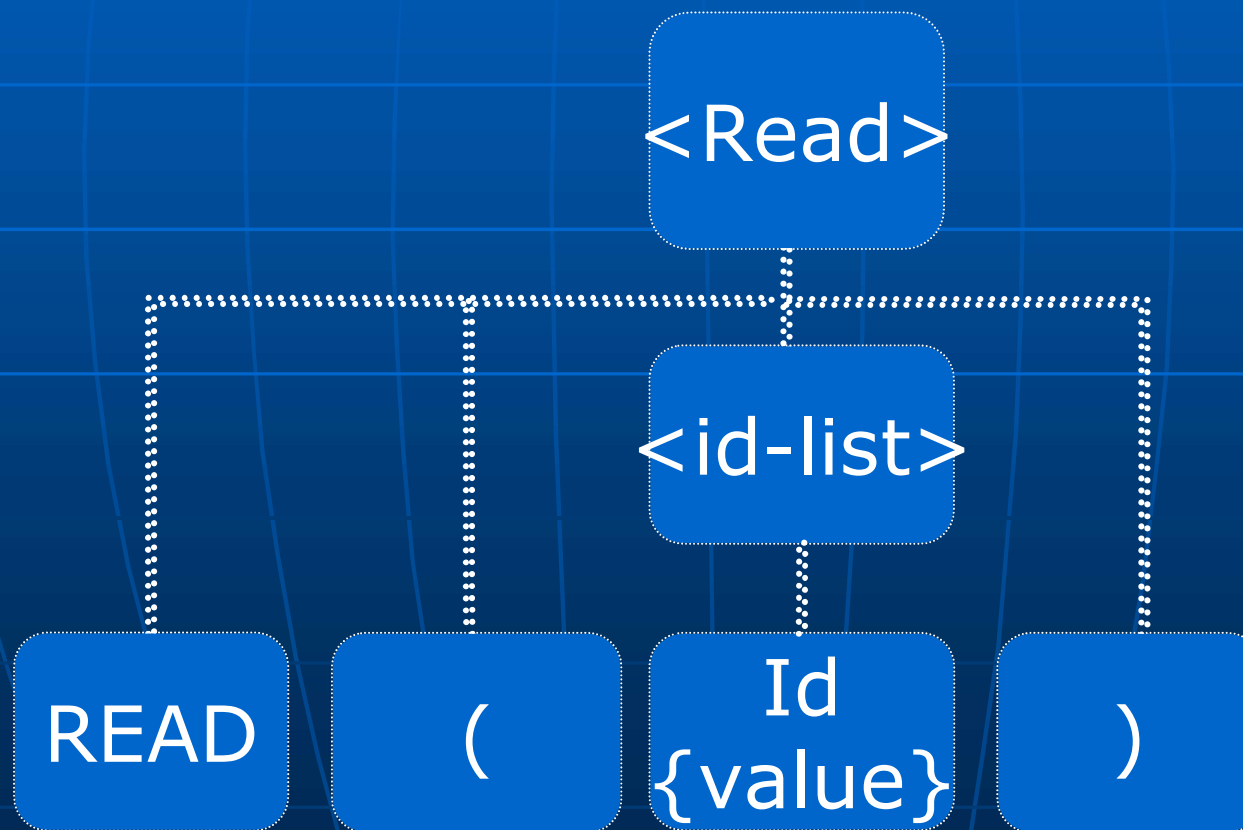 <Read>
<id-list>
READ
(
Id
{value}
)